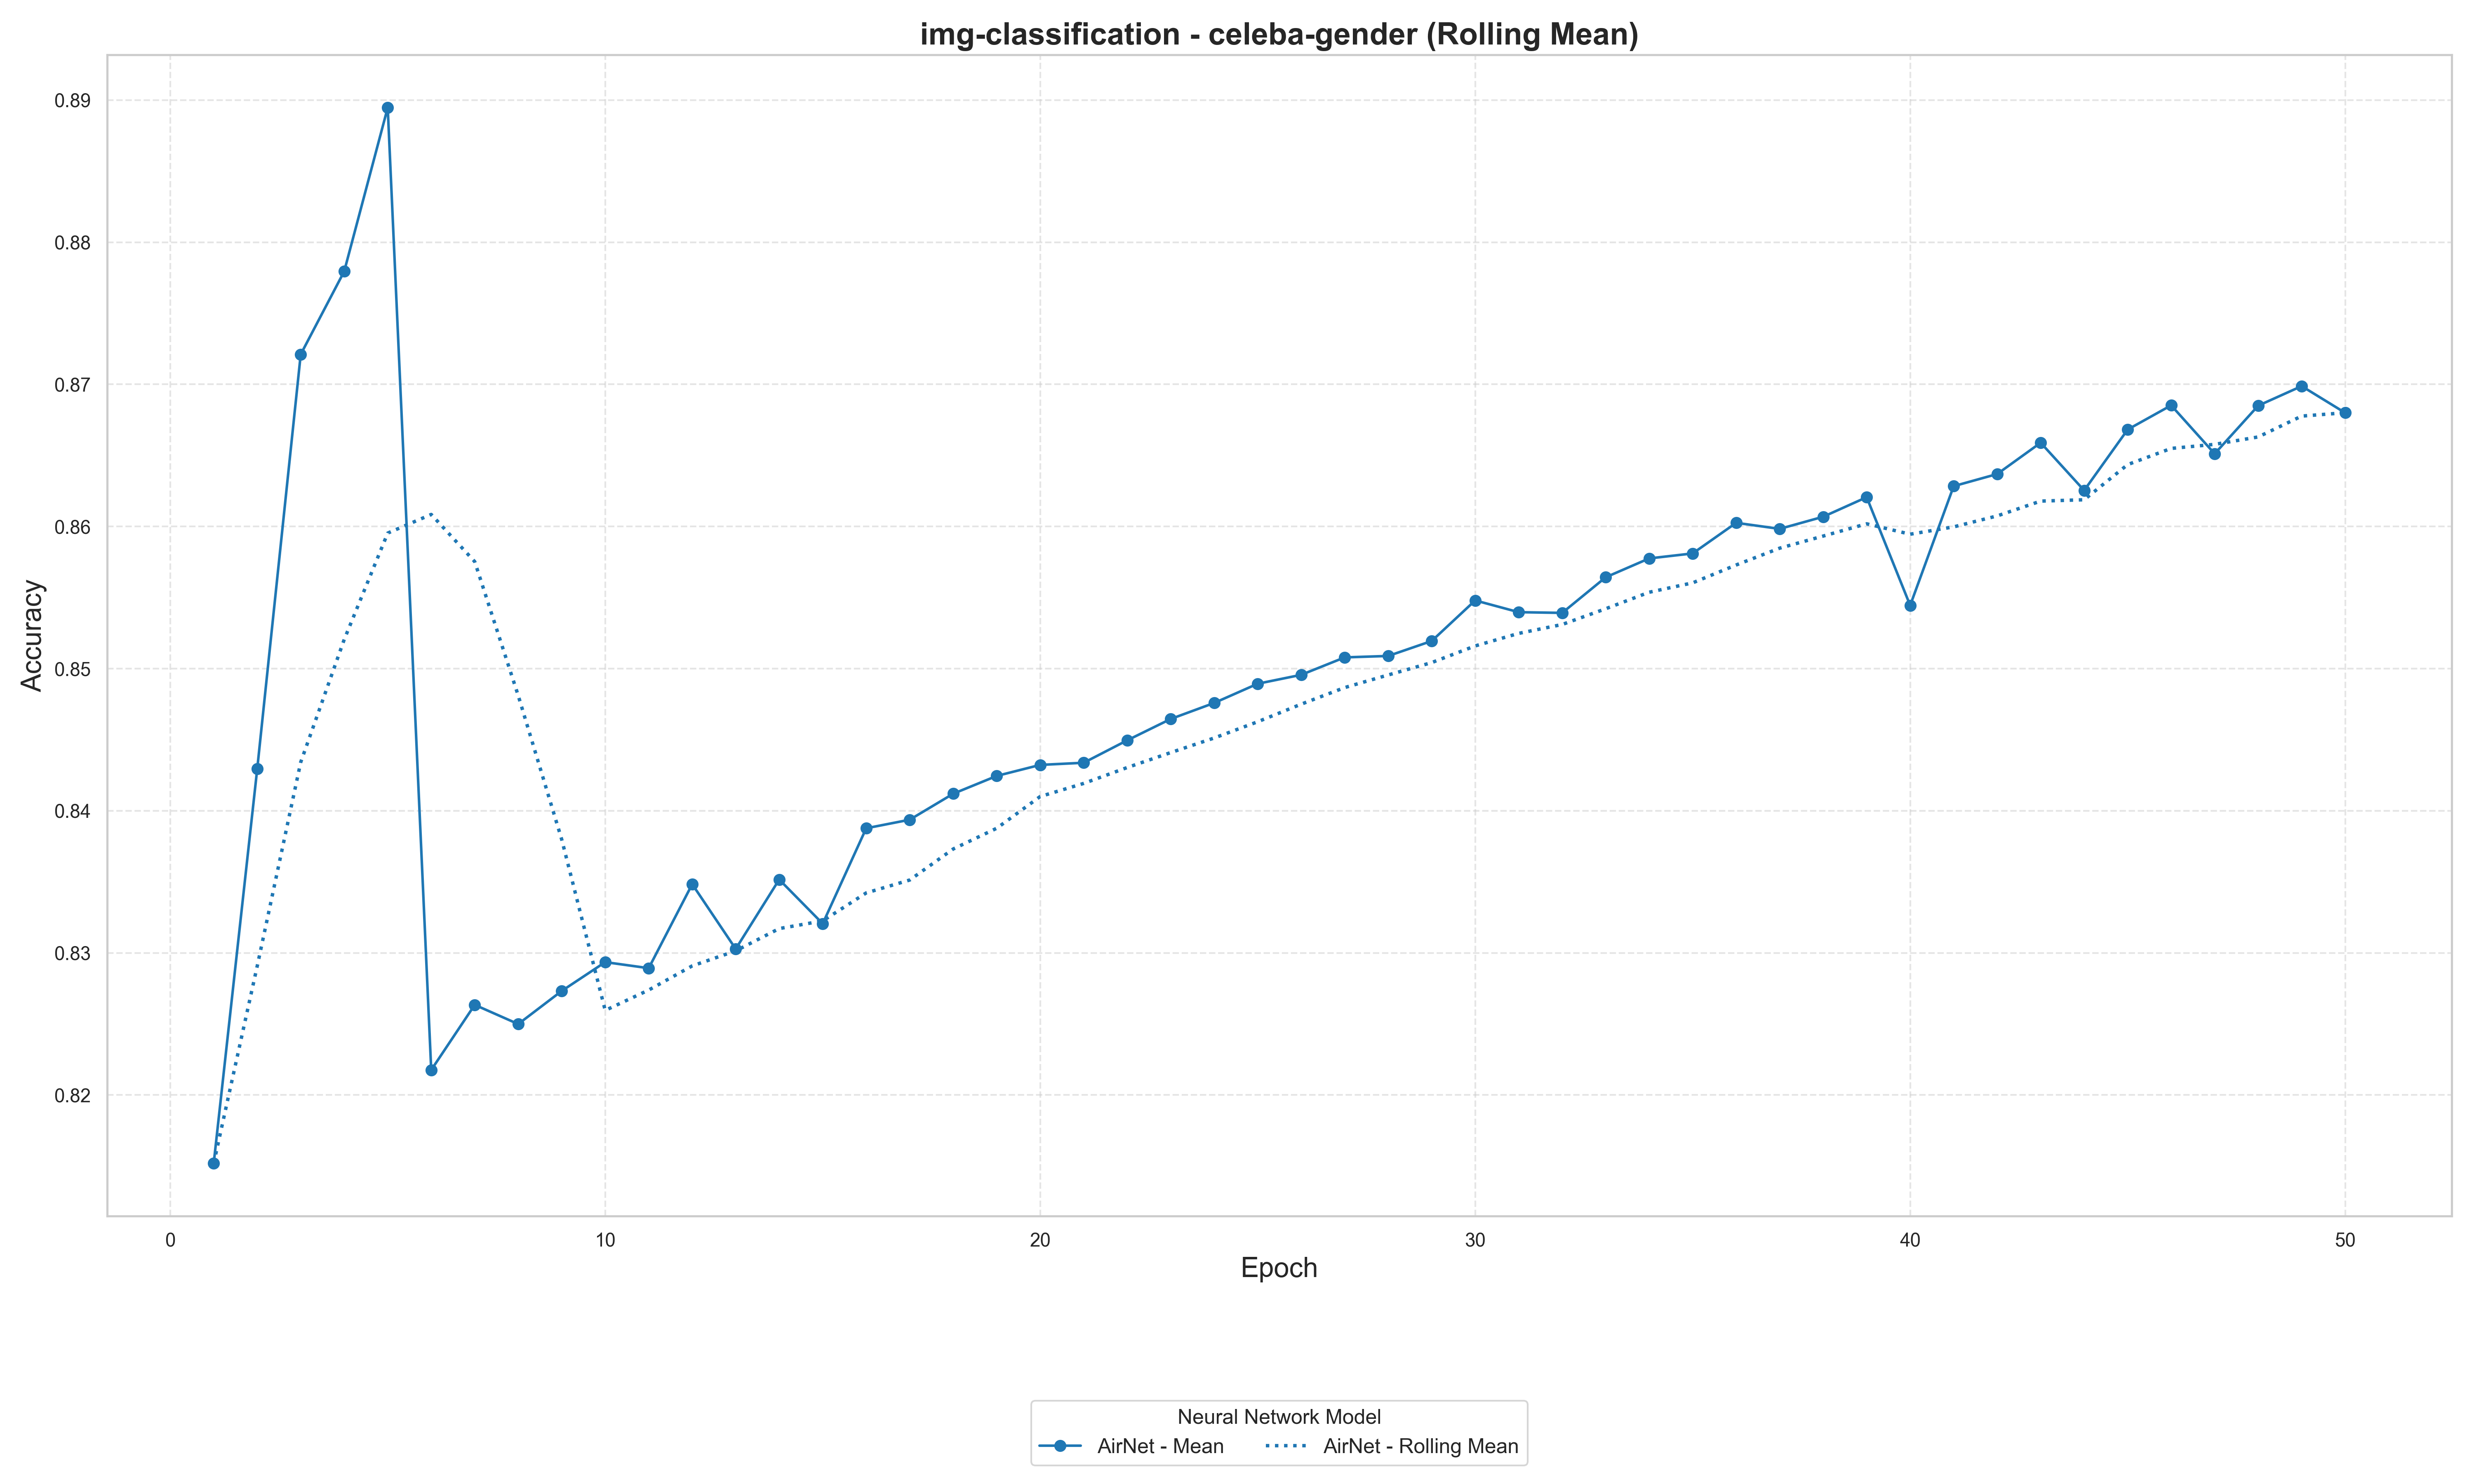 img-classification - celeba-gender (Rolling Mean)
Accuracy
0.89
0.88
0.87
0.86
0.85
0.84
0.83
0.82
0 10 20 30 40 50
Epoch
Neural Network Model
AirNet - Mean AirNet - Rolling Mean